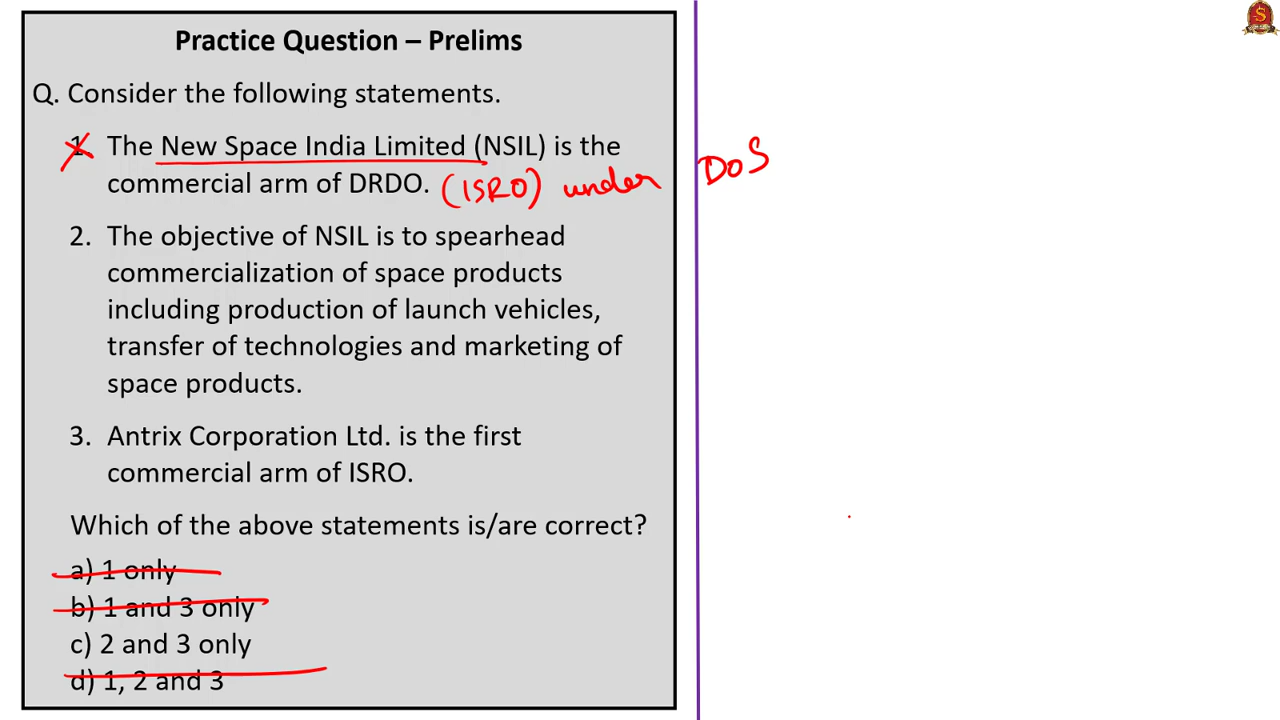 Practice Question – Prelims
Q. Consider the following statements.
1. The New Space India Limited (NSIL) is the
commercial arm of DRDO. (ISRO) under DoS
2. The objective of NSIL is to spearhead
commercialization of space products
including production of launch vehicles,
transfer of technologies and marketing of
space products.
3. Antrix Corporation Ltd. is the first
commercial arm of ISRO.
Which of the above statements is/are correct?
a) 1 only
b) 1 and 3 only
c) 2 and 3 only
d) 1, 2 and 3